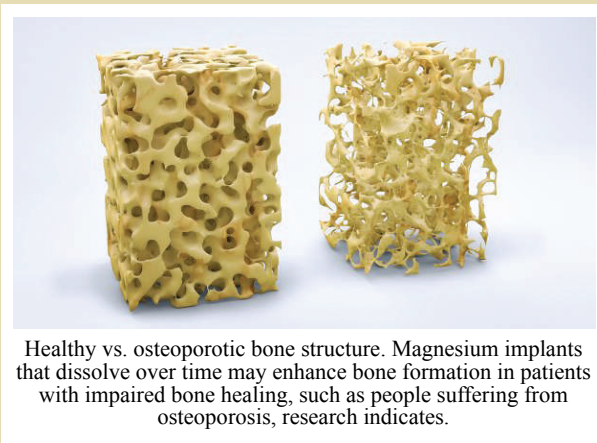 Healthy vs. osteoporotic bone structure. Magnesium implants
that dissolve over time may enhance bone formation in patients
with impaired bone healing, such as people suffering from
osteoporosis, research indicates.